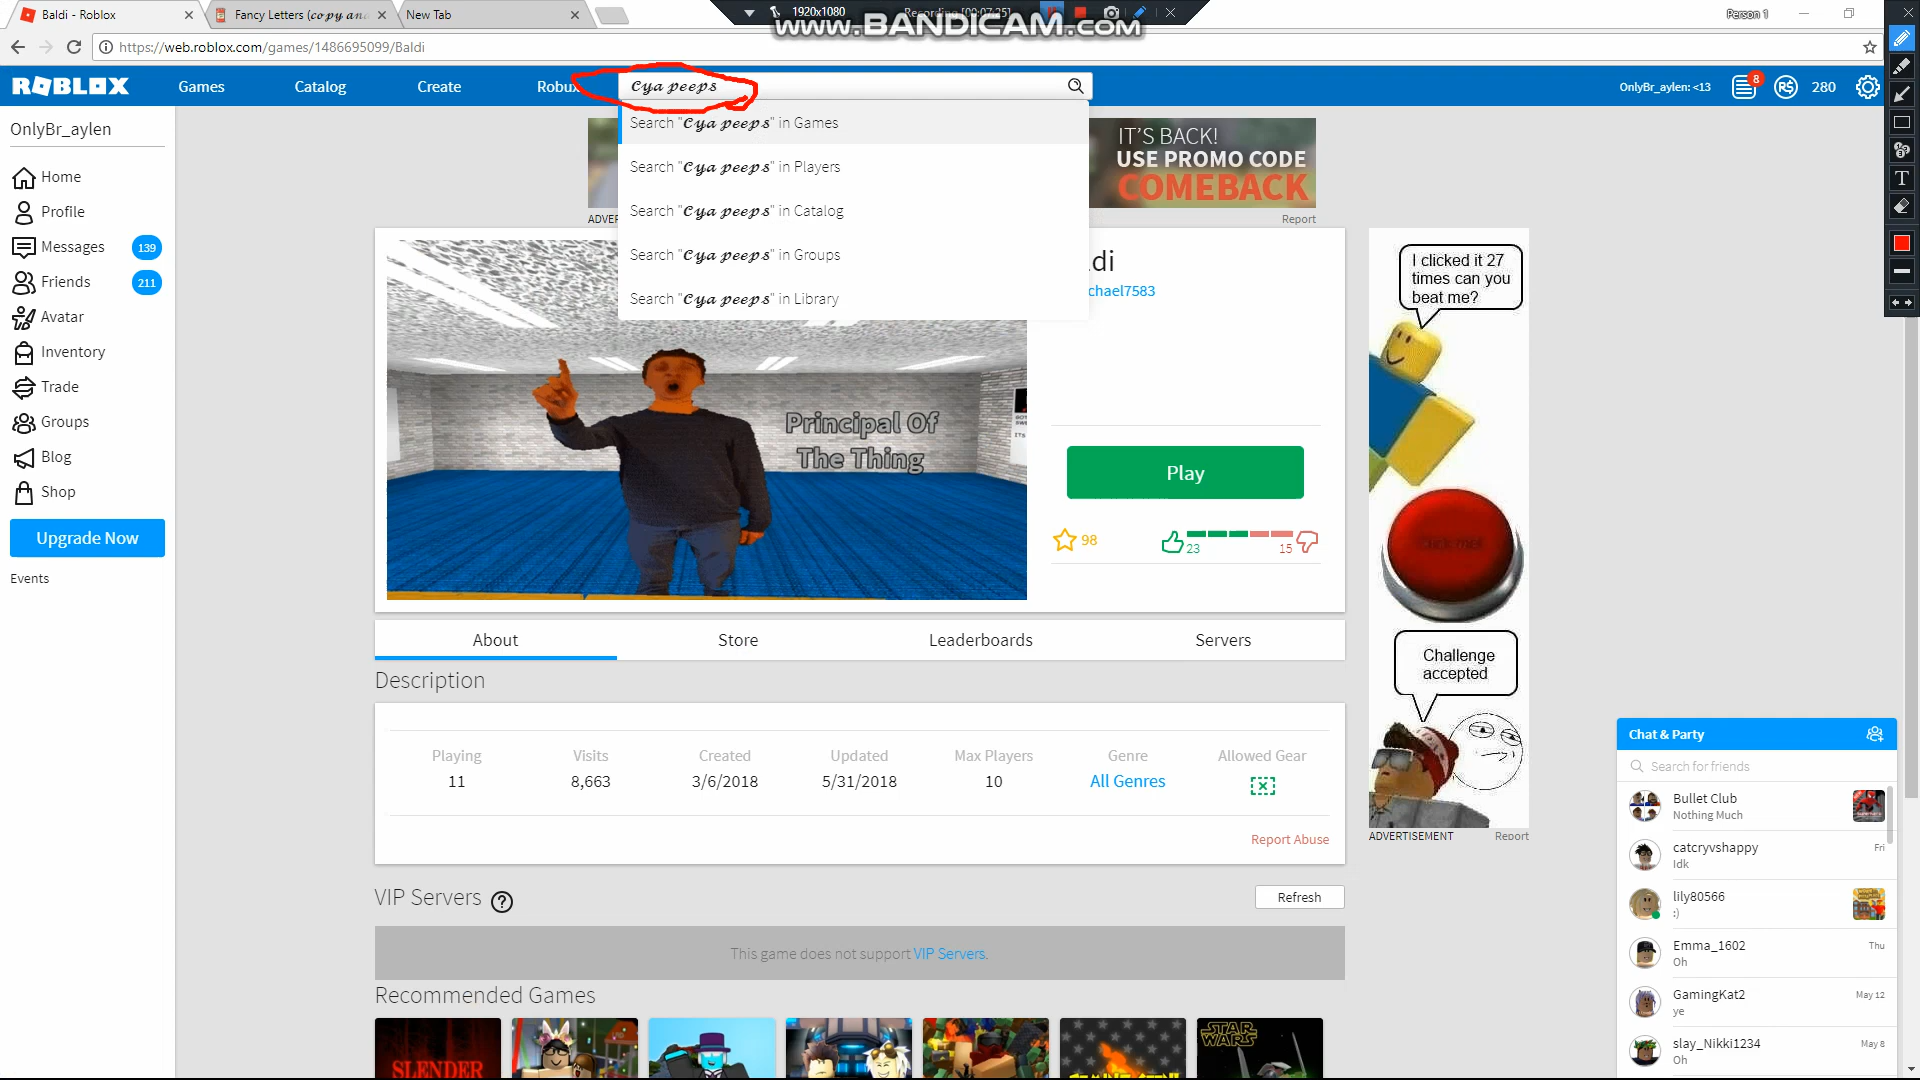 Baldi - Roblox
Fancy Letters (𝓬𝓸𝓹𝔂 𝓪𝓷𝓭
New Tab
1920x1080
Recording [00:07:25]
www.BANDICAM.com
Person 1
https://web.roblox.com/games/1486695099/Baldi
ROBLOX
Games
Catalog
Create
Robux
𝓒𝔂𝓪 𝓹𝓮𝓮𝓹𝓼
OnlyBr_aylen: <13
8
R$
280
Search "𝓒𝔂𝓪 𝓹𝓮𝓮𝓹𝓼" in Games
Search "𝓒𝔂𝓪 𝓹𝓮𝓮𝓹𝓼" in Players
Search "𝓒𝔂𝓪 𝓹𝓮𝓮𝓹𝓼" in Catalog
Search "𝓒𝔂𝓪 𝓹𝓮𝓮𝓹𝓼" in Groups
Search "𝓒𝔂𝓪 𝓹𝓮𝓮𝓹𝓼" in Library
OnlyBr_aylen
Home
Profile
Messages 139
Friends 211
Avatar
Inventory
Trade
Groups
Blog
Shop
Upgrade Now
Events
IT'S BACK!
USE PROMO CODE
COMEBACK
ADVER
Report
ldi
chael7583
Principal Of
The Thing
Play
98
23
15
About
Store
Leaderboards
Servers
Description
Playing
Visits
Created
Updated
Max Players
Genre
Allowed Gear
11
8,663
3/6/2018
5/31/2018
10
All Genres
Report Abuse
VIP Servers
Refresh
This game does not support VIP Servers.
Recommended Games
SLENDER
STAR
WARS
I clicked it 27
times can you
beat me?
CLICK ME!
Challenge
accepted
ADVERTISEMENT
Report
Chat & Party
Search for friends
Bullet Club
Nothing Much
catcryvshappy
Fri
Idk
lily80566
:)
Emma_1602
Thu
Oh
GamingKat2
May 12
ye
slay_Nikki1234
May 8
Oh